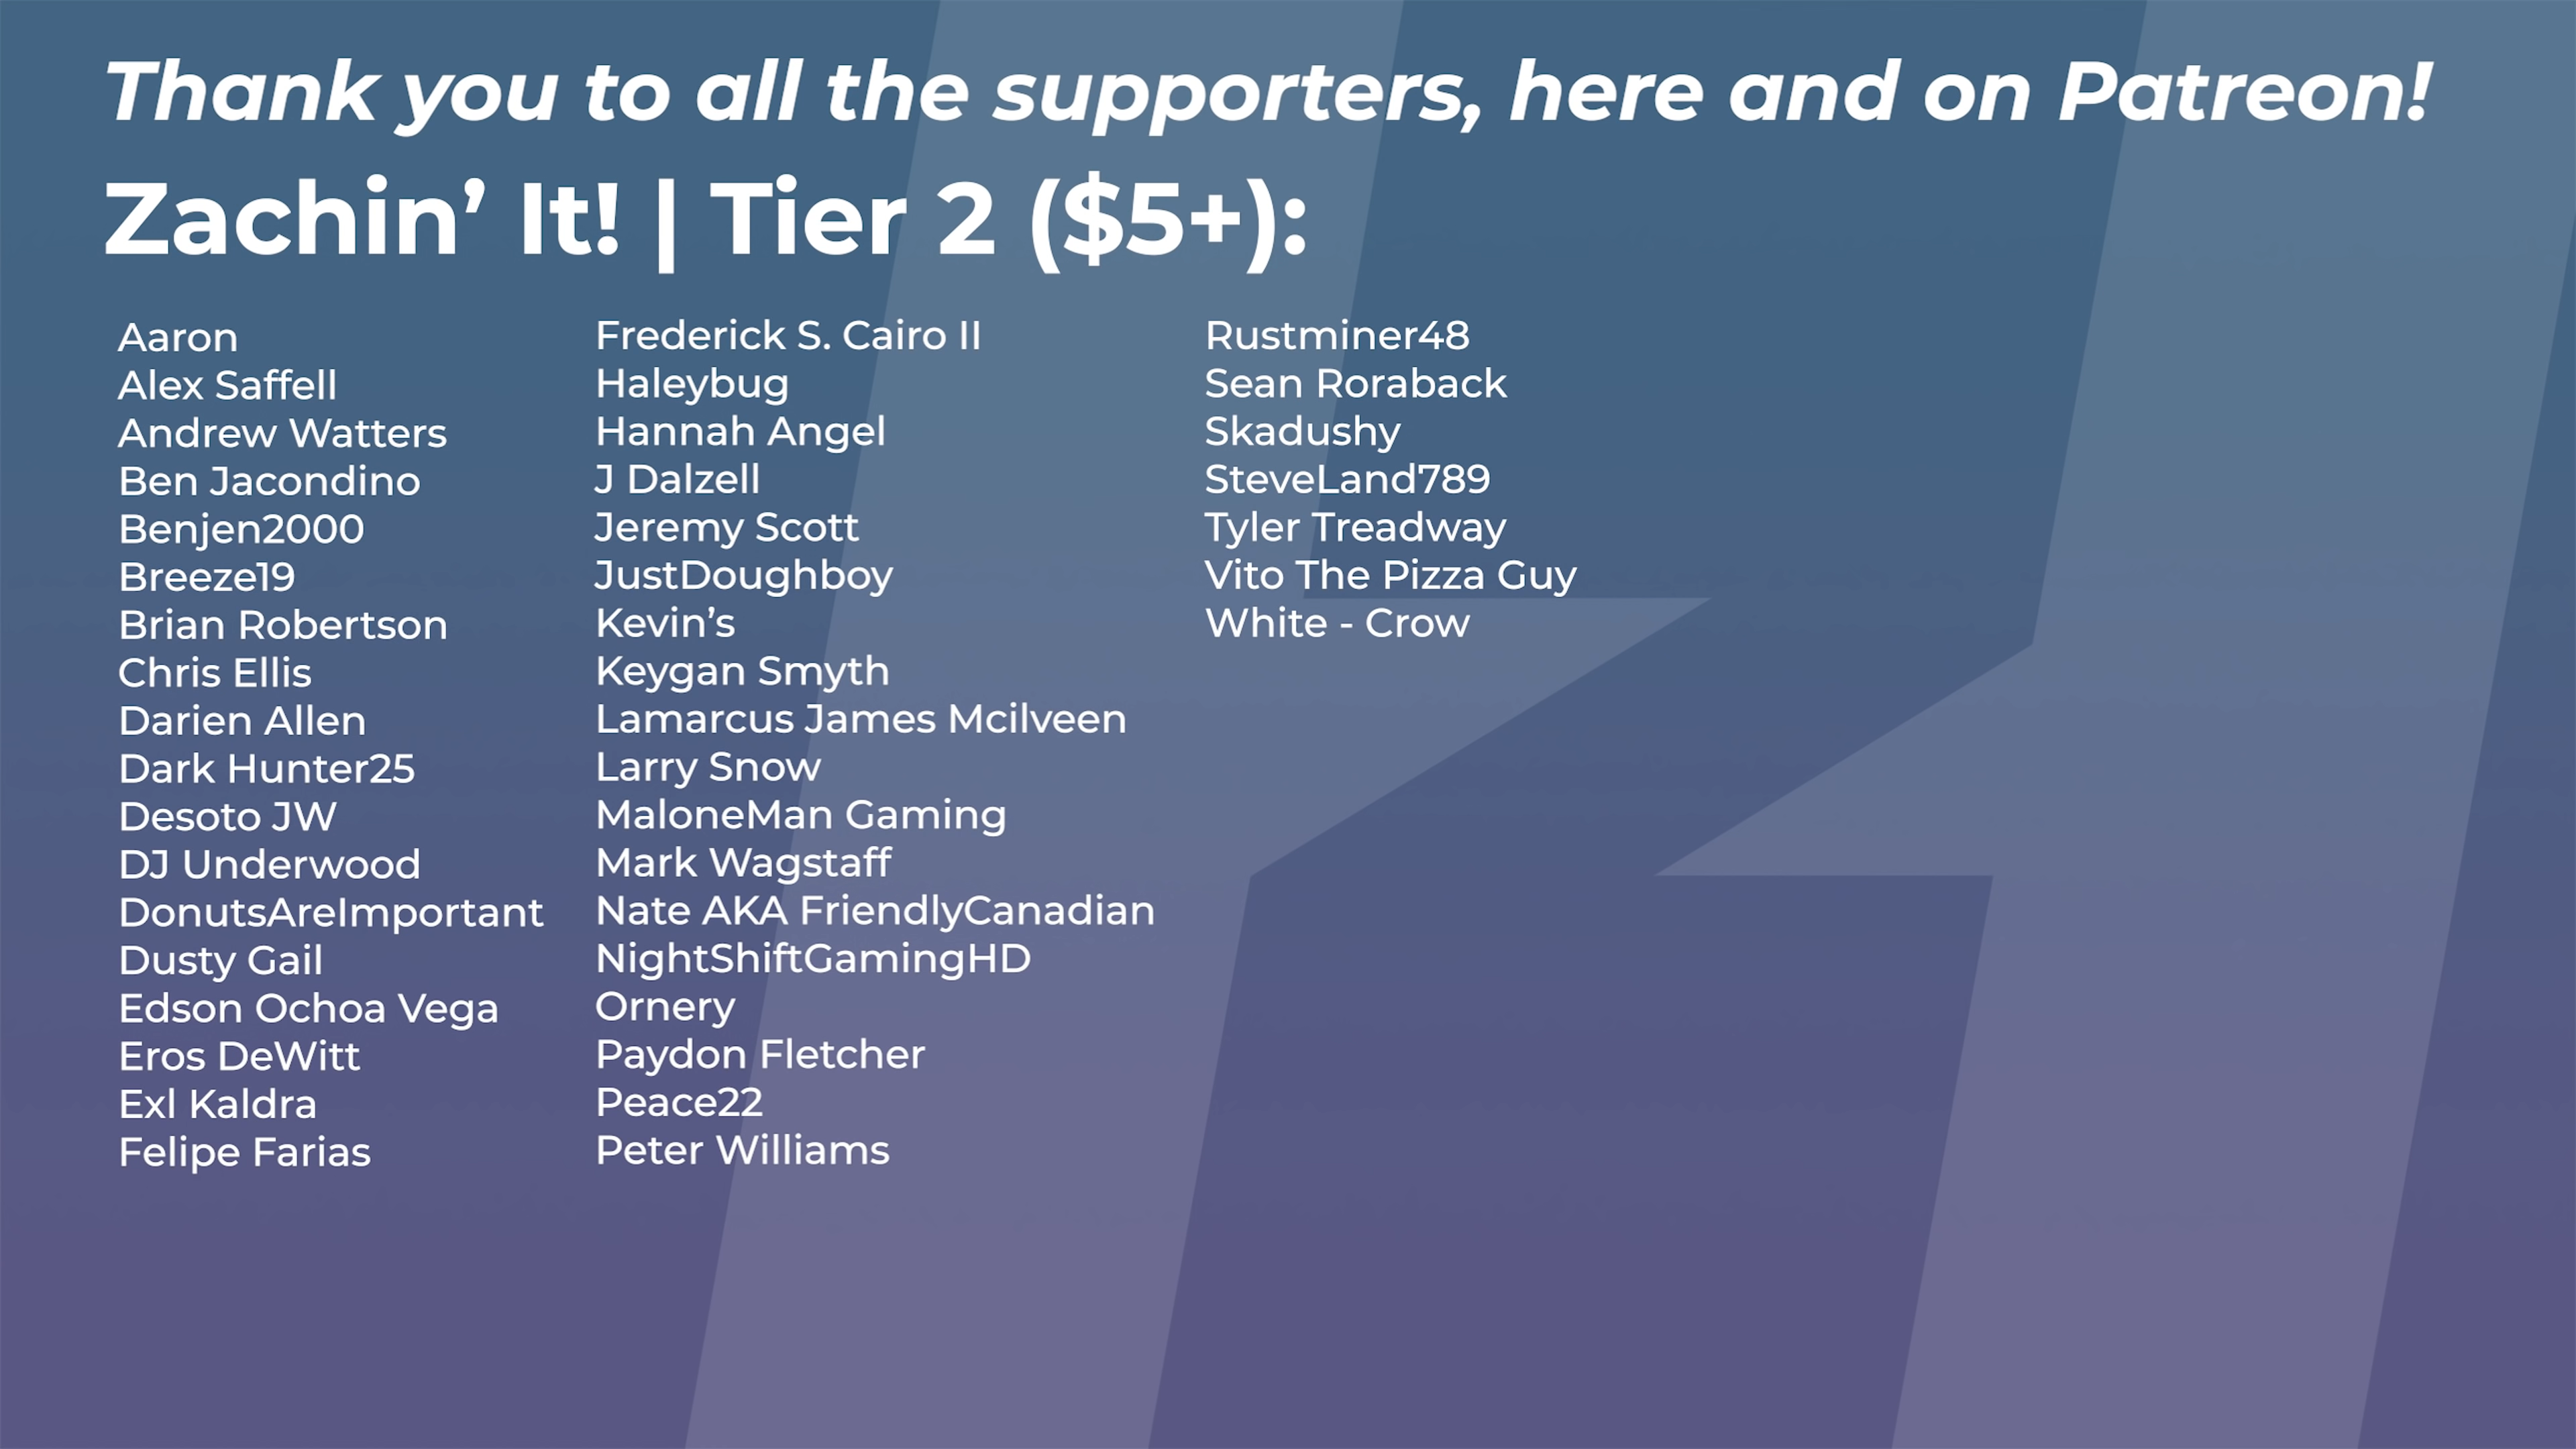 Thank you to all the supporters, here and on Patreon!
Zachin’ It! | Tier 2 ($5+):
Aaron
Alex Saffell
Andrew Watters
Ben Jacondino
Benjen2000
Breeze19
Brian Robertson
Chris Ellis
Darien Allen
Dark Hunter25
Desoto JW
DJ Underwood
DonutsAreImportant
Dusty Gail
Edson Ochoa Vega
Eros DeWitt
Exl Kaldra
Felipe Farias
Frederick S. Cairo II
Haleybug
Hannah Angel
J Dalzell
Jeremy Scott
JustDoughboy
Kevin’s
Keygan Smyth
Lamarcus James Mcilveen
Larry Snow
MaloneMan Gaming
Mark Wagstaff
Nate AKA FriendlyCanadian
NightShiftGamingHD
Ornery
Paydon Fletcher
Peace22
Peter Williams
Rustminer48
Sean Roraback
Skadushy
SteveLand789
Tyler Treadway
Vito The Pizza Guy
White - Crow